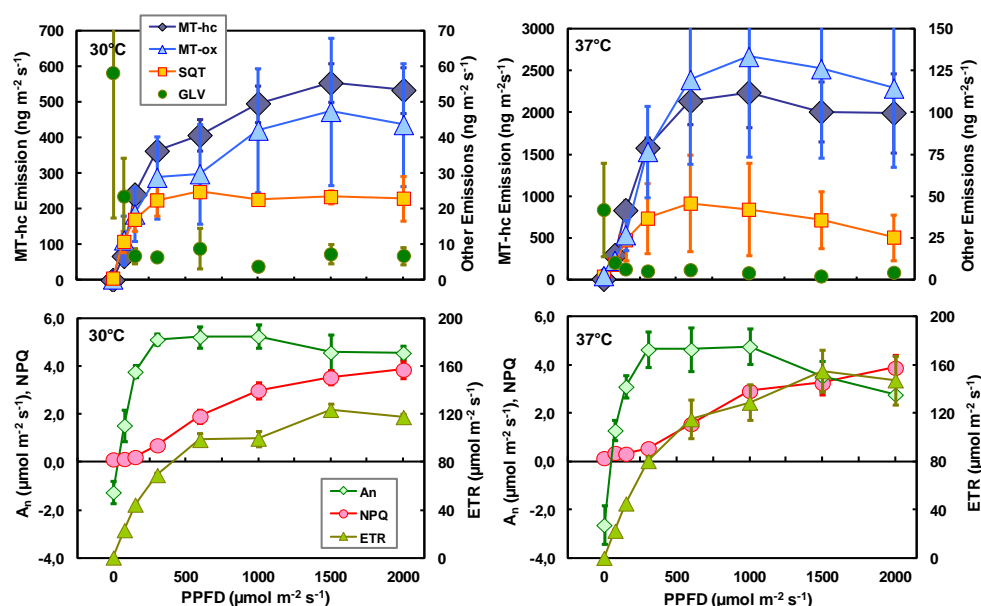 30°C
MT-hc
MT-ox
SQT
GLV
MT-hc Emission (ng m-2 s-1)
700
600
500
400
300
200
100
0
70
60
50
40
30
20
10
0
Other Emissions (ng m-2 s-1)
37°C
MT-hc Emission (ng m-2s-1)
3000
2500
2000
1500
1000
500
0
150
125
100
75
50
25
0
Other Emissions (ng m-2 s-1)
30°C
An (µmol m-2 s-1), NPQ
6,0
4,0
2,0
0,0
-2,0
-4,0
200
160
120
80
40
0
ETR (µmol m-2 s-1)
An
NPQ
ETR
0 500 1000 1500 2000
PPFD (µmol m-2 s-1)
37°C
An (µmol m-2 s-1), NPQ
6,0
4,0
2,0
0,0
-2,0
-4,0
200
160
120
80
40
0
ETR (µmol m-2 s-1)
0 500 1000 1500 2000
PPFD (µmol m-2 s-1)